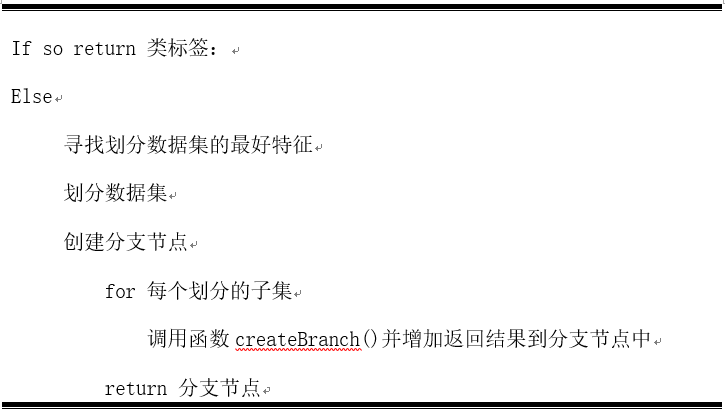 If so return 类标签：
Else
寻找划分数据集的最好特征
划分数据集
创建分支节点
for 每个划分的子集
调用函数 createBranch()并增加返回结果到分支节点中
return 分支节点